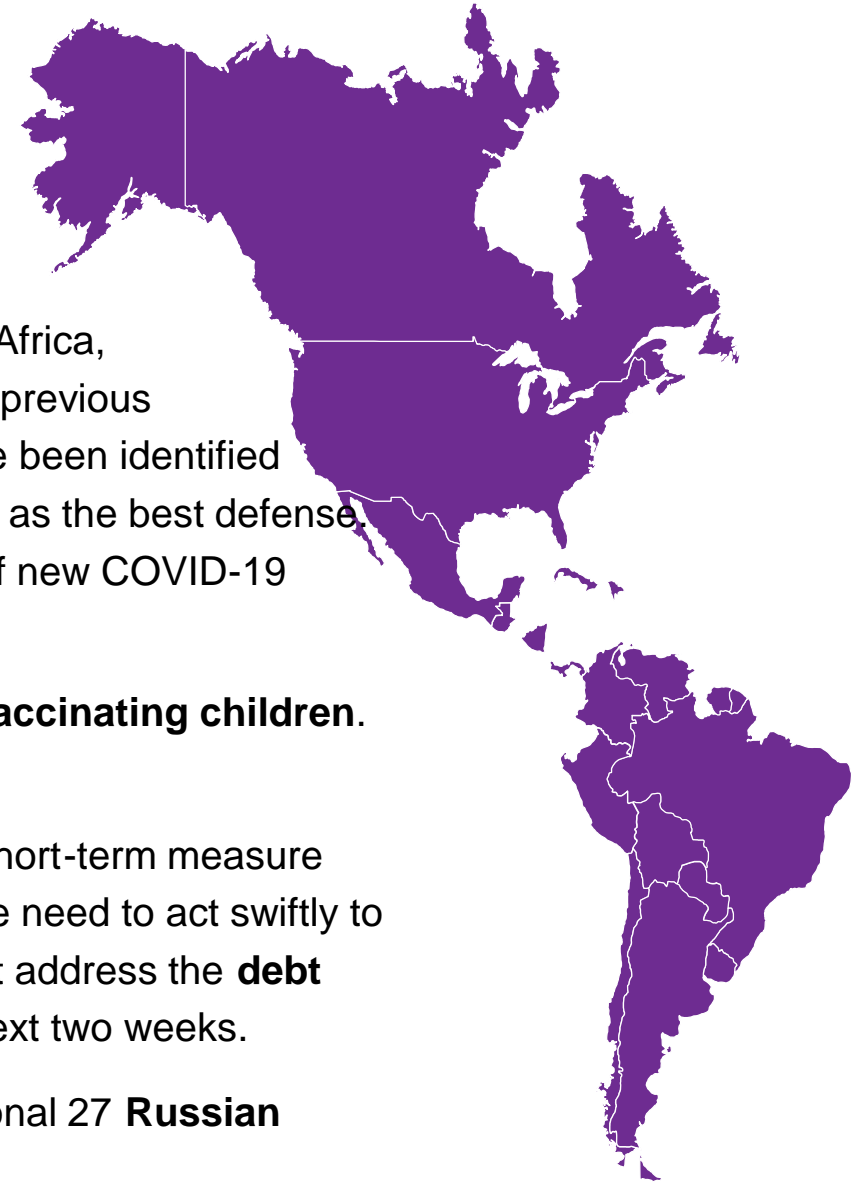 Africa,
previous
been identified
as the best defense.
new COVID-19
accinating children.
hort-term measure
need to act swiftly to
address the debt
ext two weeks.
onal 27 Russian